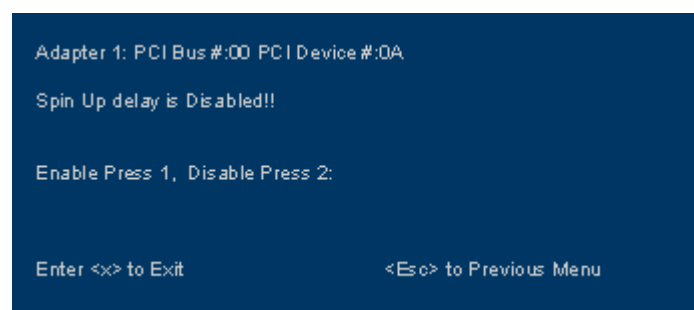 Adapter 1: PCI Bus #:00 PCI Device #:0A
Spin Up delay is Disabled!!
Enable Press 1, Disable Press 2:
Enter <x> to Exit <Esc> to Previous Menu